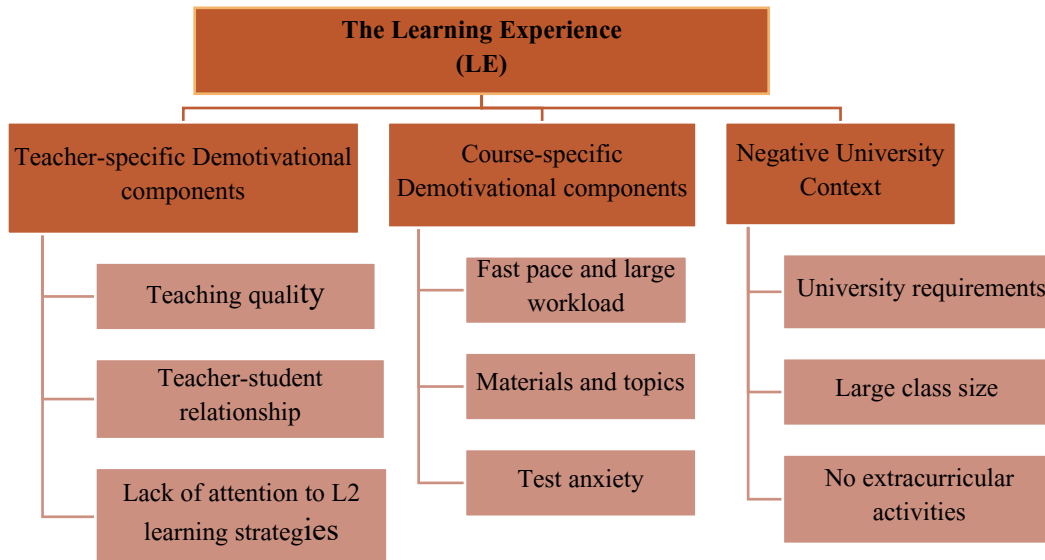 The Learning Experience
(LE)
Teacher-specific Demotivational
components
Teaching quality
Teacher-student
relationship
Lack of attention to L2
learning strategies
Course-specific
Demotivational components
Fast pace and large
workload
Materials and topics
Test anxiety
Negative University
Context
University requirements
Large class size
No extracurricular
activities